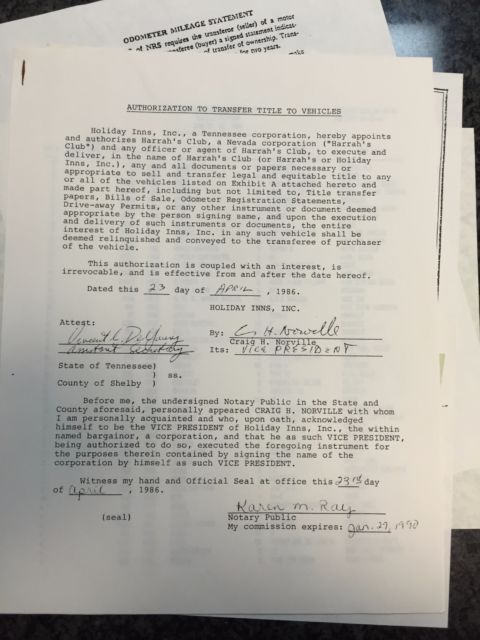 ODOMETER MILEAGE STATEMENT
of NRS requires the transferor (seller) of a motor
(buyer) a signed statement
of transfer of ownership.
for two years.
AUTHORIZATION TO TRANSFER TITLE TO VEHICLES
Holiday Inns, Inc., a Tennessee corporation, hereby appoints
and authorizes Harrah's Club, a Nevada corporation ("Harrah's
Club") and any officer or agent of Harrah's Club, to execute and
deliver, in the name of Harrah's Club (or Harrah's or Holiday
Inns, Inc.), any and all documents or papers necessary or
appropriate to sell and transfer legal and equitable title to any
or all of the vehicles listed on Exhibit A attached hereto and
made part hereof, including but not limited to, Title transfer
papers, Bills of Sale, Odometer Registration Statements,
Drive-away Permits, or any other instrument or document deemed
appropriate by the person signing same, and upon the execution
and delivery of such instruments or documents, the entire
interest of Holiday Inns, Inc. in any such vehicle shall be
deemed relinquished and conveyed to the transferee of purchaser
of the vehicle.
This authorization is coupled with an interest, is
irrevocable, and is effective from and after the date hereof.
Dated this 23 day of APRIL, 1986.
HOLIDAY INNS, INC.
Attest:
By: C. H. Norville
Craig H. Norville
Assistant Secretary
Its: VICE PRESIDENT
State of Tennessee)
) ss.
County of Shelby )
Before me, the undersigned Notary Public in the State and
County aforesaid, personally appeared CRAIG H. NORVILLE with whom
I am personally acquainted and who, upon oath, acknowledged
himself to be the VICE PRESIDENT of Holiday Inns, Inc., the within
named bargainor, a corporation, and that he as such VICE PRESIDENT,
being authorized to do so, executed the foregoing instrument for
the purposes therein contained by signing the name of the
corporation by himself as such VICE PRESIDENT.
Witness my hand and Official Seal at office this 23rd day
of April, 1986.
Karen M. Ray
(seal) Notary Public
My commission expires: Jan. 27, 1990